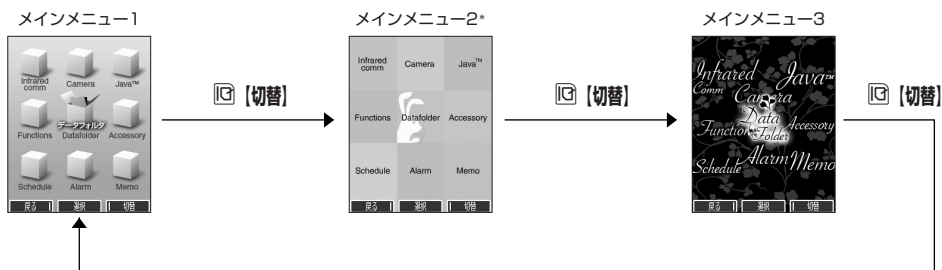 メインメニュー1
Infrared comm
Camera
Java™
Functions
データフォルダ
Datafolder
Accessory
Schedule
Alarm
Memo
戻る
選択
切替
【切替】
メインメニュー2*
Infrared comm
Camera
Java™
Functions
Datafolder
Accessory
Schedule
Alarm
Memo
戻る
選択
切替
【切替】
メインメニュー3
Infrared Comm
Camera
Java™
Function
Data Folder
Accessory
Schedule
Alarm
Memo
戻る
選択
切替
【切替】